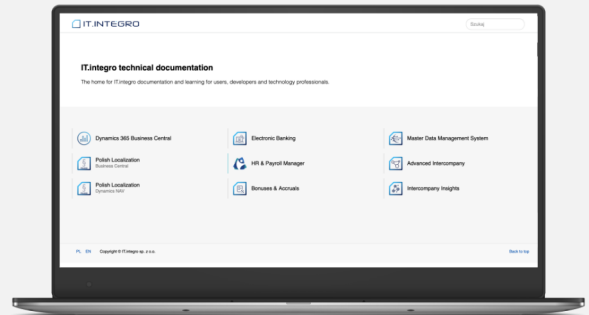 IT.INTEGRO
Szukaj
IT.integro technical documentation
The home for IT.integro documentation and learning for users, developers and technology professionals.
Dynamics 365 Business Central
Electronic Banking
Master Data Management System
Polish Localization
Business Central
HR & Payroll Manager
Advanced Intercompany
Polish Localization
Dynamics NAV
Bonuses & Accruals
Intercompany Insights
PL EN Copyright © IT.integro sp. z o.o.
Back to top